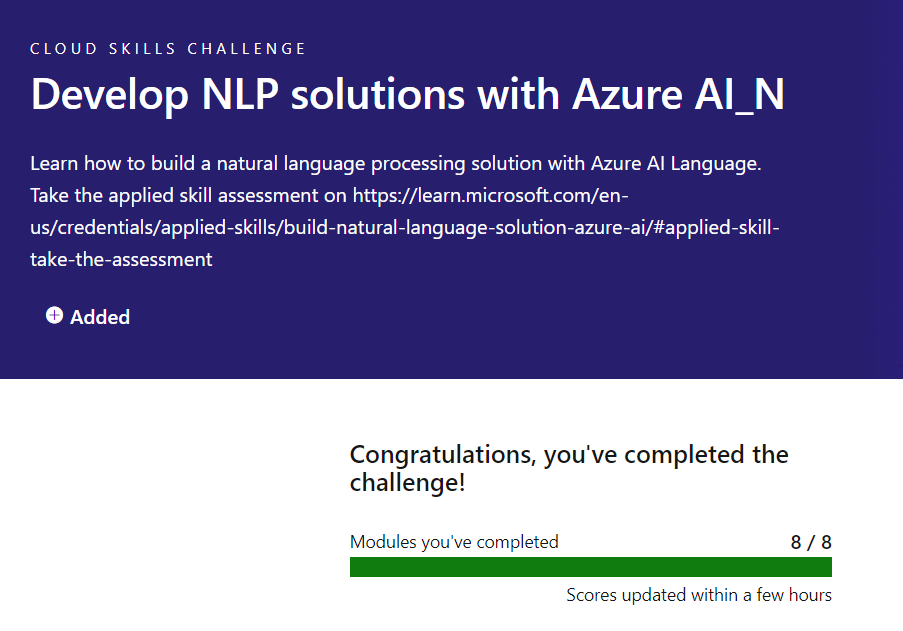 CLOUD SKILLS CHALLENGE
Develop NLP solutions with Azure AI_N
Learn how to build a natural language processing solution with Azure AI Language.
Take the applied skill assessment on https://learn.microsoft.com/en-
us/credentials/applied-skills/build-natural-language-solution-azure-ai/#applied-skill-
take-the-assessment
Added
Congratulations, you've completed the
challenge!
Modules you've completed 8 / 8
Scores updated within a few hours